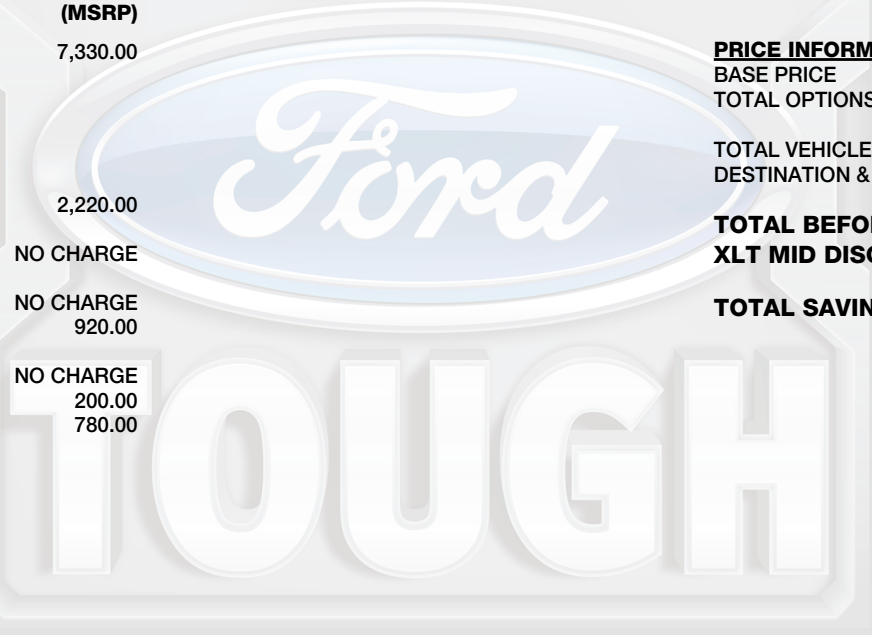 (MSRP)
7,330.00
2,220.00
NO CHARGE
NO CHARGE
920.00
NO CHARGE
200.00
780.00
PRICE INFORM
BASE PRICE
TOTAL OPTIONS
TOTAL VEHICLE
DESTINATION &
TOTAL BEFO
XLT MID DISC
TOTAL SAVIN
Ford
TOUGH